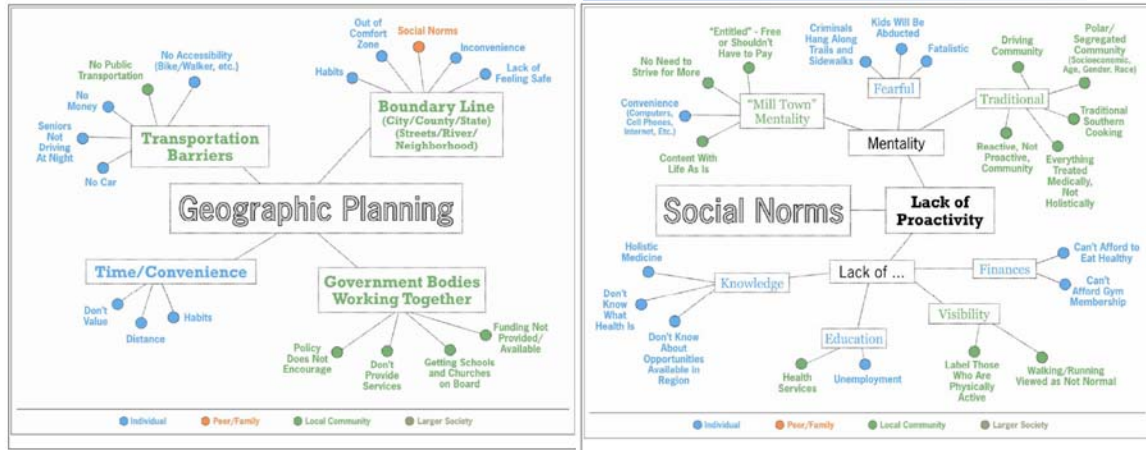 Out of
Comfort
Zone
Social Norms
Inconvenience
Habits
Lack of
Feeling Safe
No Accessibility
(Bike/Walker, etc.)
No Public
Transportation
No
Money
Seniors
Not
Driving
At Night
No Car
Transportation
Barriers
Boundary Line
(City/County/State)
(Streets/River/
Neighborhood)
Geographic Planning
Time/Convenience
Don't
Value
Distance
Habits
Government Bodies
Working Together
Policy
Does Not
Encourage
Don't
Provide
Services
Getting Schools
and Churches
on Board
Funding Not
Provided/
Available
Individual
Peer/Family
Local Community
Larger Society
"Entitled" - Free
or Shouldn't
Have to Pay
No Need to
Strive for More
Convenience
(Computers,
Cell Phones,
Internet, Etc.)
Content With
Life As Is
"Mill Town"
Mentality
Criminals
Hang Along
Trails and
Sidewalks
Kids Will Be
Abducted
Fatalistic
Fearful
Mentality
Driving
Community
Polar/
Segregated
Community
(Socioeconomic,
Age, Gender, Race)
Traditional
Traditional
Southern
Cooking
Reactive, Not
Proactive,
Community
Everything
Treated
Medically,
Not
Holistically
Social Norms
Lack of
Proactivity
Lack of ...
Holistic
Medicine
Don't
Know
What
Health Is
Don't Know
About
Opportunities
Available in
Region
Knowledge
Education
Health
Services
Unemployment
Finances
Can't Afford to
Eat Healthy
Can't
Afford Gym
Membership
Visibility
Label Those
Who Are
Physically
Active
Walking/Running
Viewed as Not Normal
Individual
Peer/Family
Local Community
Larger Society